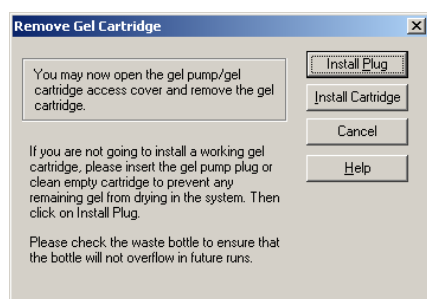 Remove Gel Cartridge
You may now open the gel pump/gel
cartridge access cover and remove the gel
cartridge.
If you are not going to install a working gel
cartridge, please insert the gel pump plug or
clean empty cartridge to prevent any
remaining gel from drying in the system. Then
click on Install Plug.
Please check the waste bottle to ensure that
the bottle will not overflow in future runs.
Install Plug
Install Cartridge
Cancel
Help